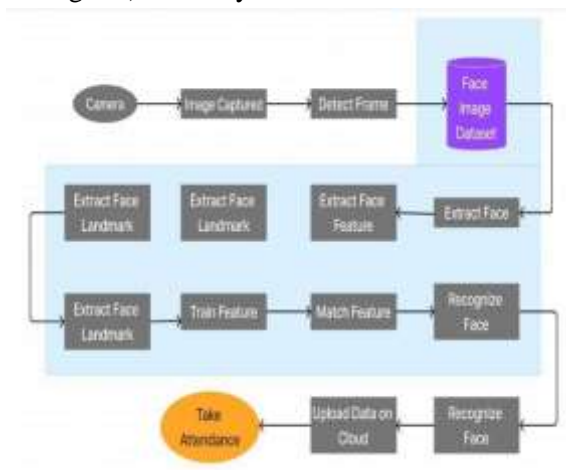 Camera
Image Captured
Detect Frame
Face
Image
Dataset
Extract Face
Landmark
Extract Face
Landmark
Extract Face
Feature
Extract Face
Extract Face
Landmark
Train Feature
Match Feature
Recognize
Face
Take
Attendance
Upload Data on
Cloud
Recognize
Face